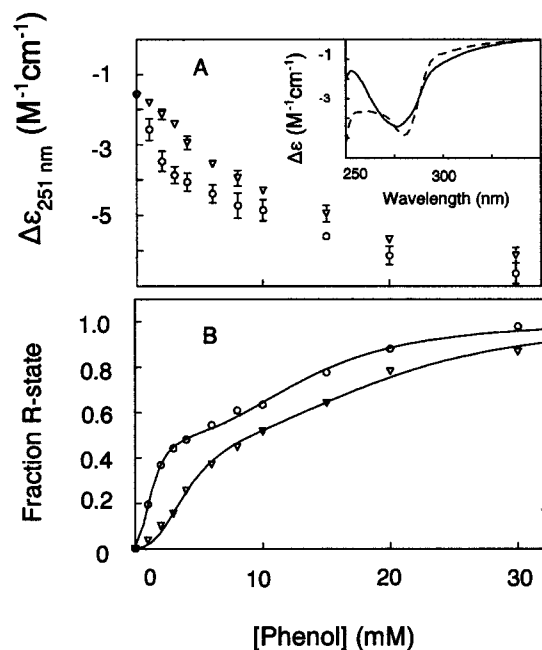 A
Δε251 nm (M-1cm-1)
-1
-3
-5
Δε (M-1cm-1)
-1
-3
250
300
Wavelength (nm)
B
Fraction R-state
1.0
0.8
0.6
0.4
0.2
0
0
10
20
30
[Phenol] (mM)